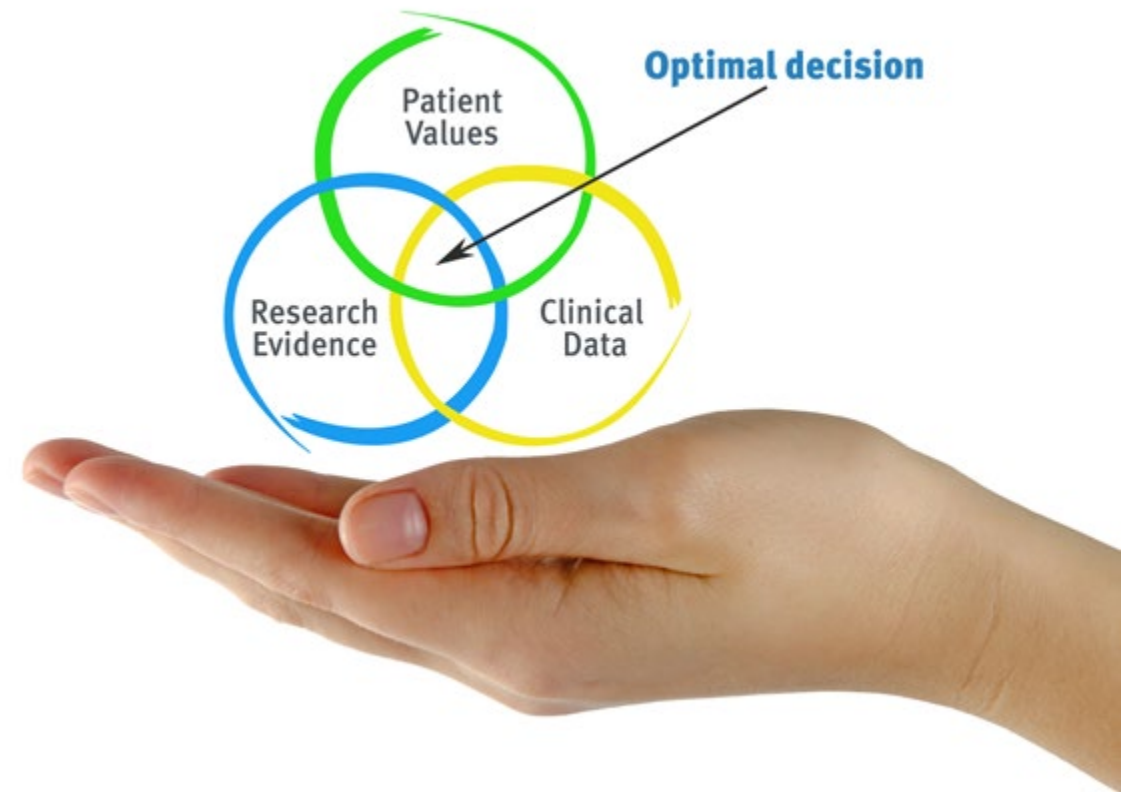 Optimal decision
Patient
Values
Research
Evidence
Clinical
Data